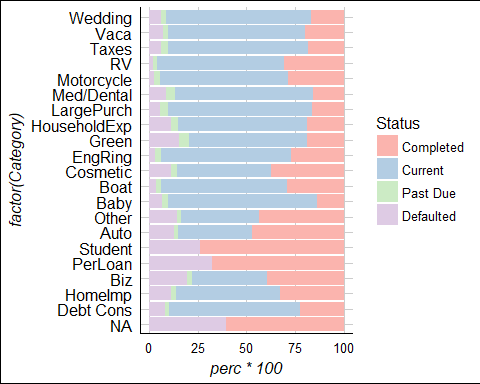 factor(Category)
Wedding
Vaca
Taxes
RV
Motorcycle
Med/Dental
LargePurch
HouseholdExp
Green
EngRing
Cosmetic
Boat
Baby
Other
Auto
Student
PerLoan
Biz
HomeImp
Debt Cons
NA
0 25 50 75 100
perc * 100
Status
Completed
Current
Past Due
Defaulted